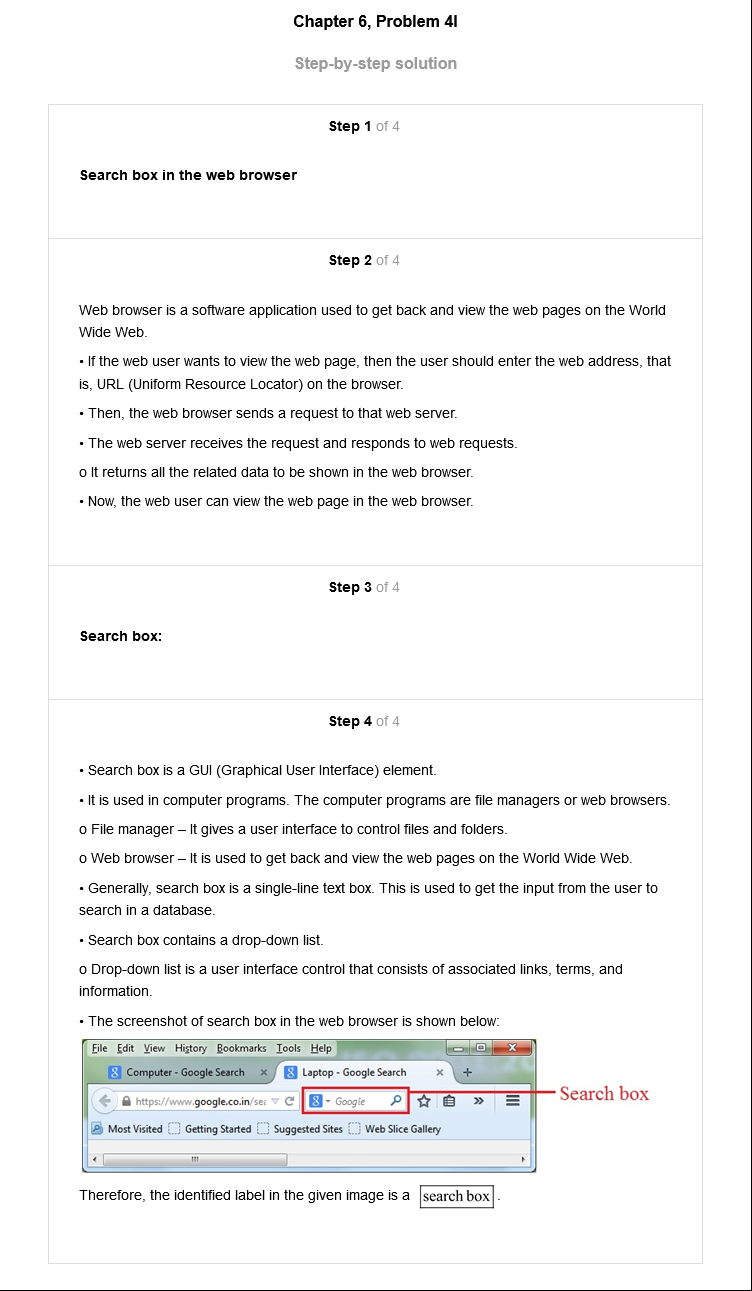 Chapter 6, Problem 4I
Step-by-step solution
Step 1 of 4
Search box in the web browser
Step 2 of 4
Web browser is a software application used to get back and view the web pages on the World
Wide Web.
• If the web user wants to view the web page, then the user should enter the web address, that
is, URL (Uniform Resource Locator) on the browser.
• Then, the web browser sends a request to that web server.
• The web server receives the request and responds to web requests.
o It returns all the related data to be shown in the web browser.
• Now, the web user can view the web page in the web browser.
Step 3 of 4
Search box:
Step 4 of 4
• Search box is a GUI (Graphical User Interface) element.
• It is used in computer programs. The computer programs are file managers or web browsers.
o File manager – It gives a user interface to control files and folders.
o Web browser – It is used to get back and view the web pages on the World Wide Web.
• Generally, search box is a single-line text box. This is used to get the input from the user to
search in a database.
• Search box contains a drop-down list.
o Drop-down list is a user interface control that consists of associated links, terms, and
information.
• The screenshot of search box in the web browser is shown below:
File Edit View History Bookmarks Tools Help
8 Computer - Google Search × 8 Laptop - Google Search × +
https://www.google.co.in/sea 8 Google » Search box
Most Visited Getting Started Suggested Sites Web Slice Gallery
Therefore, the identified label in the given image is a search box .